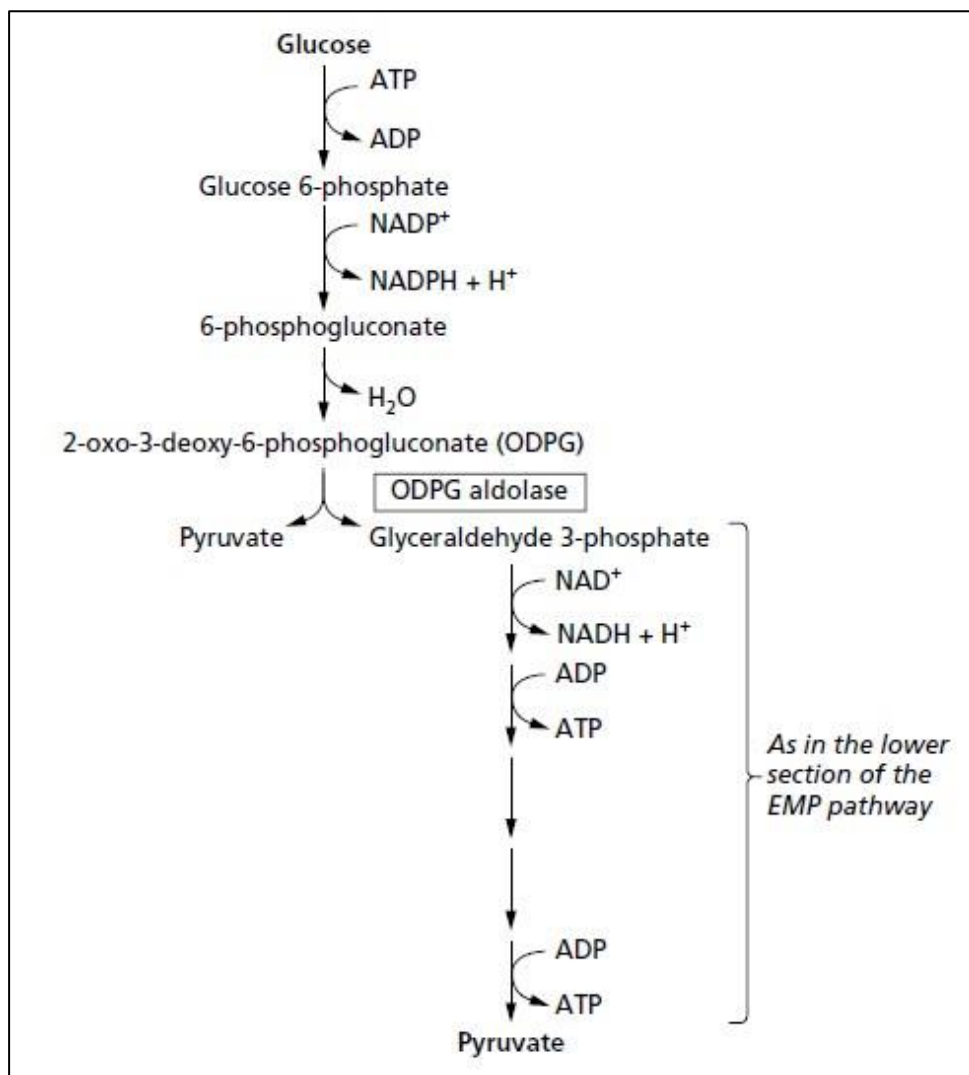 Glucose
ATP
ADP
Glucose 6-phosphate
NADP⁺
NADPH + H⁺
6-phosphogluconate
H₂O
2-oxo-3-deoxy-6-phosphogluconate (ODPG)
ODPG aldolase
Pyruvate
Glyceraldehyde 3-phosphate
NAD⁺
NADH + H⁺
ADP
ATP
As in the lower
section of the
EMP pathway
ADP
ATP
Pyruvate